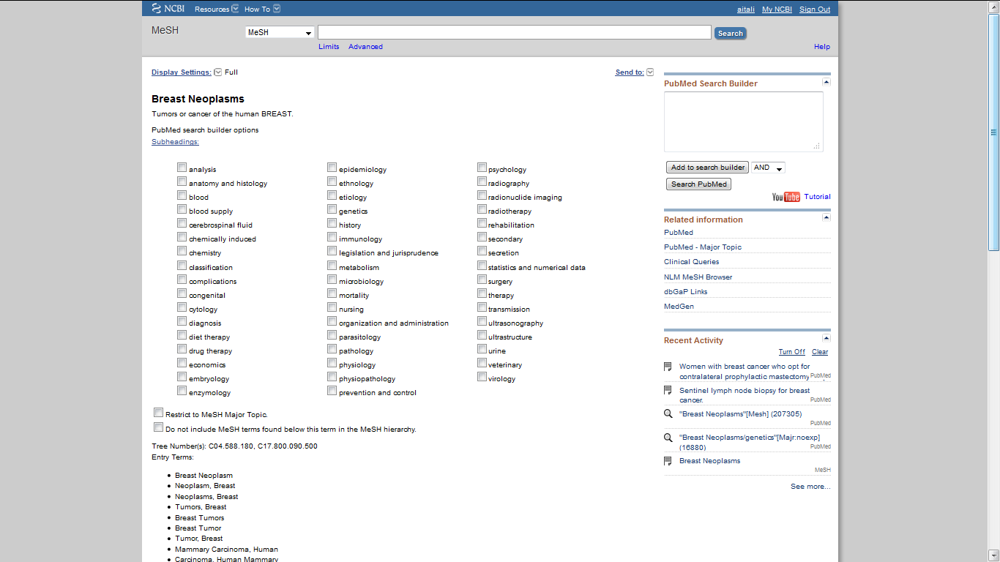 NCBI Resources How To aitali My NCBI Sign Out
MeSH MeSH Search
Limits Advanced Help
Display Settings: Full Send to:
Breast Neoplasms
Tumors or cancer of the human BREAST.
PubMed search builder options
Subheadings:
analysis epidemiology psychology
anatomy and histology ethnology radiography
blood etiology radionuclide imaging
blood supply genetics radiotherapy
cerebrospinal fluid history rehabilitation
chemically induced immunology secondary
chemistry legislation and jurisprudence secretion
classification metabolism statistics and numerical data
complications microbiology surgery
congenital mortality therapy
cytology nursing transmission
diagnosis organization and administration ultrasonography
diet therapy parasitology ultrastructure
drug therapy pathology urine
economics physiology veterinary
embryology physiopathology virology
enzymology prevention and control
Restrict to MeSH Major Topic.
Do not include MeSH terms found below this term in the MeSH hierarchy.
Tree Number(s): C04.588.180, C17.800.090.500
Entry Terms:
Breast Neoplasm
Neoplasm, Breast
Neoplasms, Breast
Tumors, Breast
Breast Tumors
Breast Tumor
Tumor, Breast
Mammary Carcinoma, Human
Carcinoma, Human Mammary
PubMed Search Builder
Add to search builder AND
Search PubMed
YouTube Tutorial
Related information
PubMed
PubMed - Major Topic
Clinical Queries
NLM MeSH Browser
dbGaP Links
MedGen
Recent Activity
Turn Off Clear
Women with breast cancer who opt for
contralateral prophylactic mastectomy PubMed
Sentinel lymph node biopsy for breast
cancer. PubMed
"Breast Neoplasms"[Mesh] (207305)
PubMed
"Breast Neoplasms/genetics"[Majr:noexp]
(16880) PubMed
Breast Neoplasms
MeSH
See more...